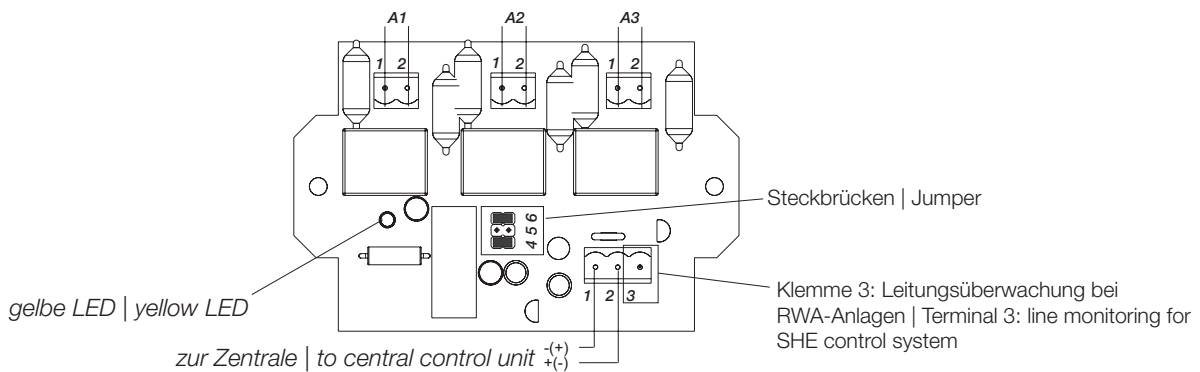 A1 A2 A3
1 2 1 2 1 2
Steckbrücken | Jumper
4 5 6
gelbe LED | yellow LED
1 2 3
Klemme 3: Leitungsüberwachung bei
RWA-Anlagen | Terminal 3: line monitoring for
SHE control system
zur Zentrale | to central control unit -(+)
+(-)